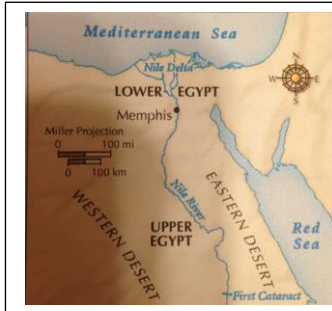 Mediterranean Sea
Nile Delta
N
W
E
S
LOWER EGYPT
Memphis
Miller Projection
0 100 mi
0 100 km
WESTERN DESERT
Nile River
EASTERN DESERT
UPPER
EGYPT
Red
Sea
First Cataract